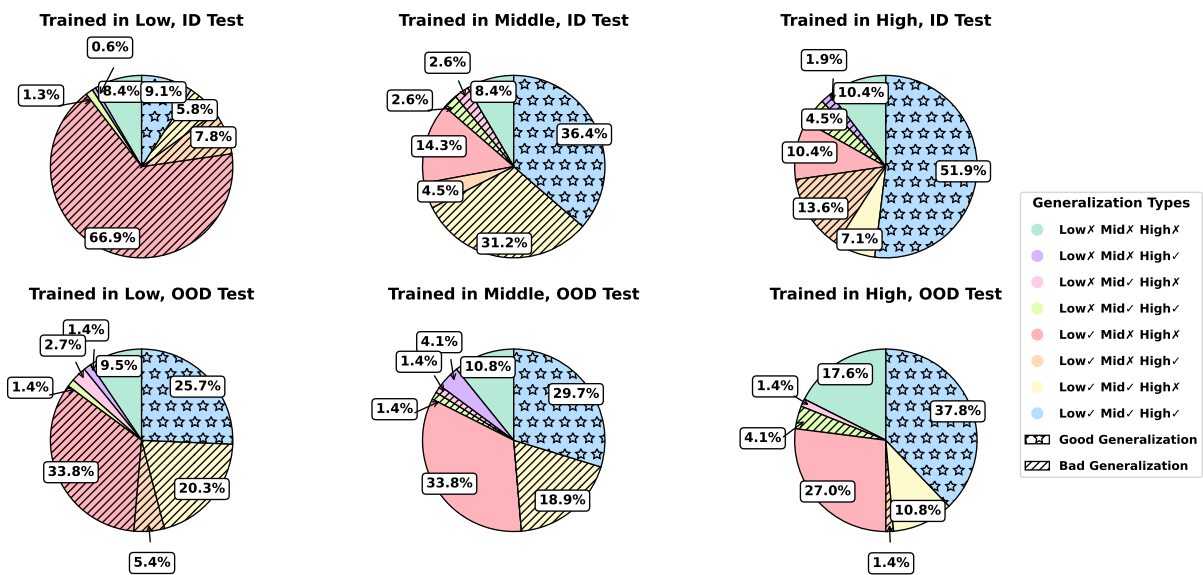 Trained in Low, ID Test
0.6%
1.3%
8.4%
9.1%
5.8%
7.8%
66.9%
Trained in Middle, ID Test
2.6%
2.6%
8.4%
14.3%
36.4%
4.5%
31.2%
Trained in High, ID Test
1.9%
10.4%
4.5%
10.4%
51.9%
13.6%
7.1%
Trained in Low, OOD Test
1.4%
2.7%
9.5%
1.4%
25.7%
33.8%
20.3%
5.4%
Trained in Middle, OOD Test
4.1%
1.4%
10.8%
1.4%
29.7%
33.8%
18.9%
Trained in High, OOD Test
17.6%
1.4%
37.8%
4.1%
27.0%
10.8%
1.4%
Generalization Types
Low✗ Mid✗ High✗
Low✗ Mid✗ High✓
Low✗ Mid✓ High✗
Low✗ Mid✓ High✓
Low✓ Mid✗ High✗
Low✓ Mid✗ High✓
Low✓ Mid✓ High✗
Low✓ Mid✓ High✓
Good Generalization
Bad Generalization